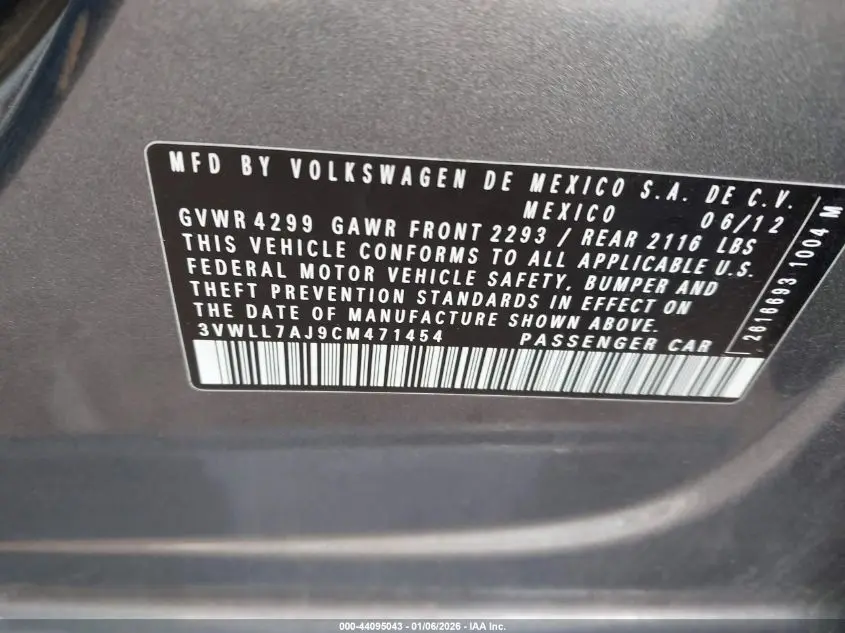 MFD BY VOLKSWAGEN DE MEXICO S.A. DE C.V.
MEXICO 06/12
GVWR 4299 GAWR FRONT 2293 / REAR 2116 LBS
THIS VEHICLE CONFORMS TO ALL APPLICABLE U.S.
FEDERAL MOTOR VEHICLE SAFETY, BUMPER AND
THEFT PREVENTION STANDARDS IN EFFECT ON
THE DATE OF MANUFACTURE SHOWN ABOVE.
3VWLL7AJ9CM471454 PASSENGER CAR
2616693 1004 M
000-44095043 - 01/06/2026 - IAA Inc.